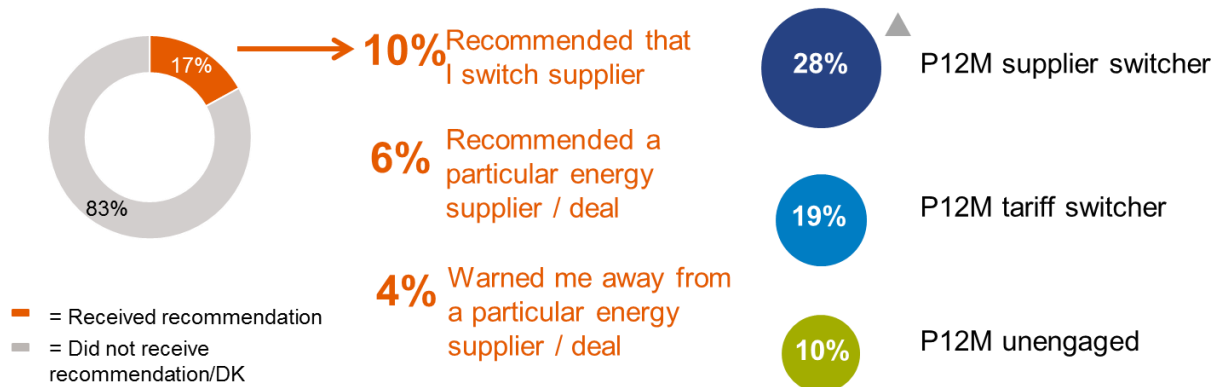 17%
83%
= Received recommendation
= Did not receive
recommendation/DK
10%
Recommended that
I switch supplier
6%
Recommended a
particular energy
supplier / deal
4%
Warned me away from
a particular energy
supplier / deal
28%
P12M supplier switcher
19%
P12M tariff switcher
10%
P12M unengaged